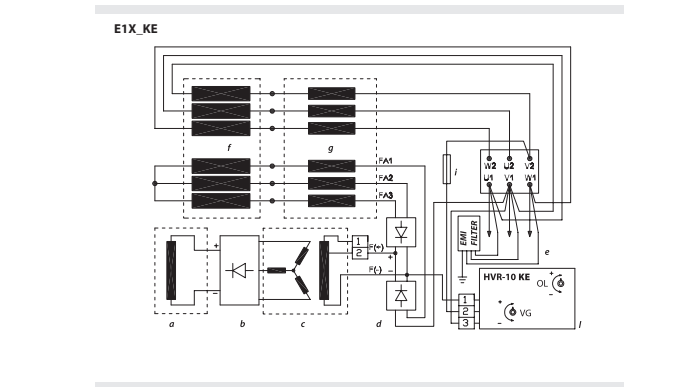 E1X_KE
f
g
FA1
FA2
FA3
i
W2 U2 V2
U1 V1 W1
EMI
FILTER
e
1
2
F(+)
F(-)
+
−
+
−
a
b
c
d
HVR-10 KE
OL
+
−
1
2
3
+
−
VG
l